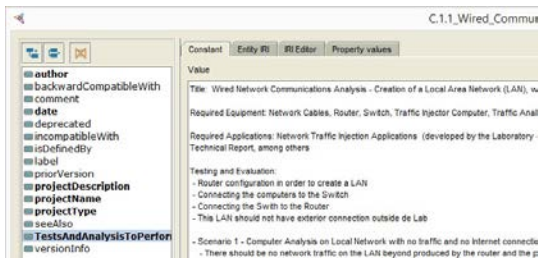 C.1.1_Wired_Commu
Constant Entity IRI IRI Editor Property values
Value
author
backwardCompatibleWith
comment
date
deprecated
incompatibleWith
isDefinedBy
label
priorVersion
projectDescription
projectName
projectType
seeAlso
TestsAndAnalysisToPerfor
versionInfo
Title: Wired Network Communications Analysis - Creation of a Local Area Network (LAN), w
Required Equipment: Network Cables, Router, Switch, Traffic Injector Computer, Traffic Anal
Required Applications: Network Traffic Injection Applications (developed by the Laboratory -
Technical Report, among others
Testing and Evaluation:
- Router configuration in order to create a LAN
- Connecting the computers to the Switch
- Connecting the Swith to the Router
- This LAN should not have exterior connection outside de Lab
- Scenario 1 - Computer Analysis on Local Network with no traffic and no Internet connectio
- There should be no network traffic on the LAN beyond produced by the router and the p